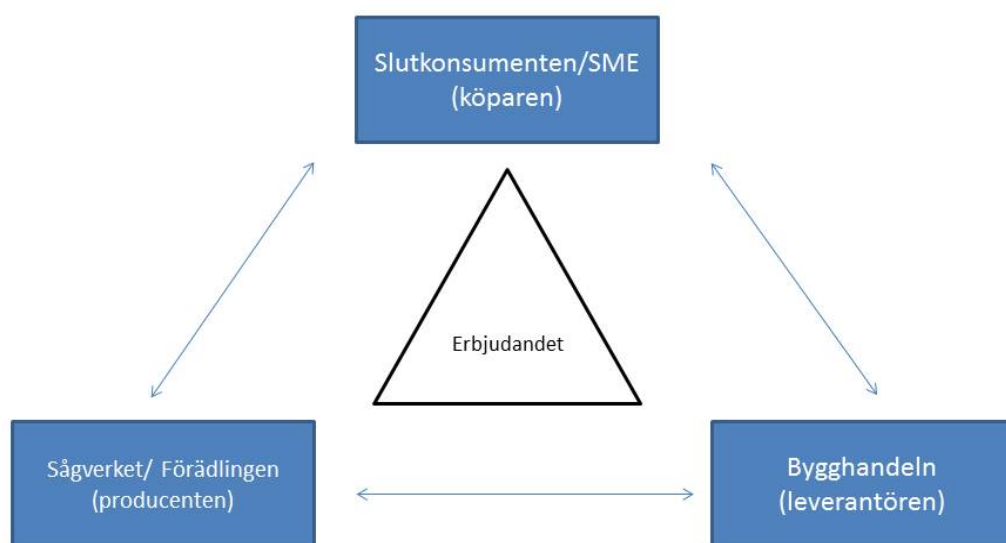 Slutkonsumenten/SME
(köparen)
Erbjudandet
Sågverket/ Förädlingen
(producenten)
Bygghandeln
(leverantören)